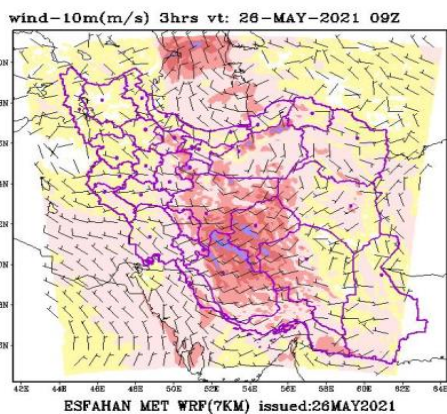 wind-10m(m/s) 3hrs vt: 26-MAY-2021 09Z
42E 44E 46E 48E 50E 52E 54E 56E 58E 60E 62E 64E
ESFAHAN MET WRF(7KM) issued:26MAY2021